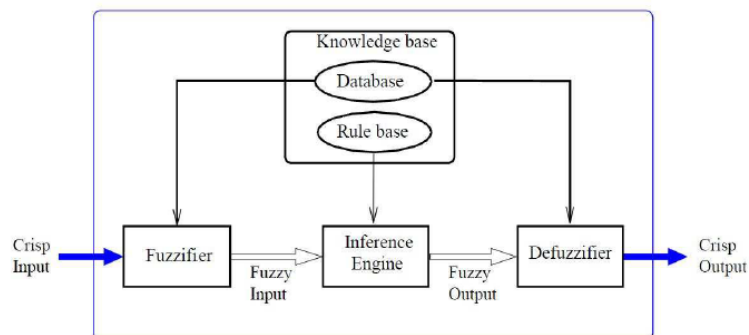 Knowledge base
Database
Rule base
Crisp
Input
Fuzzifier
Fuzzy
Input
Inference
Engine
Fuzzy
Output
Defuzzifier
Crisp
Output